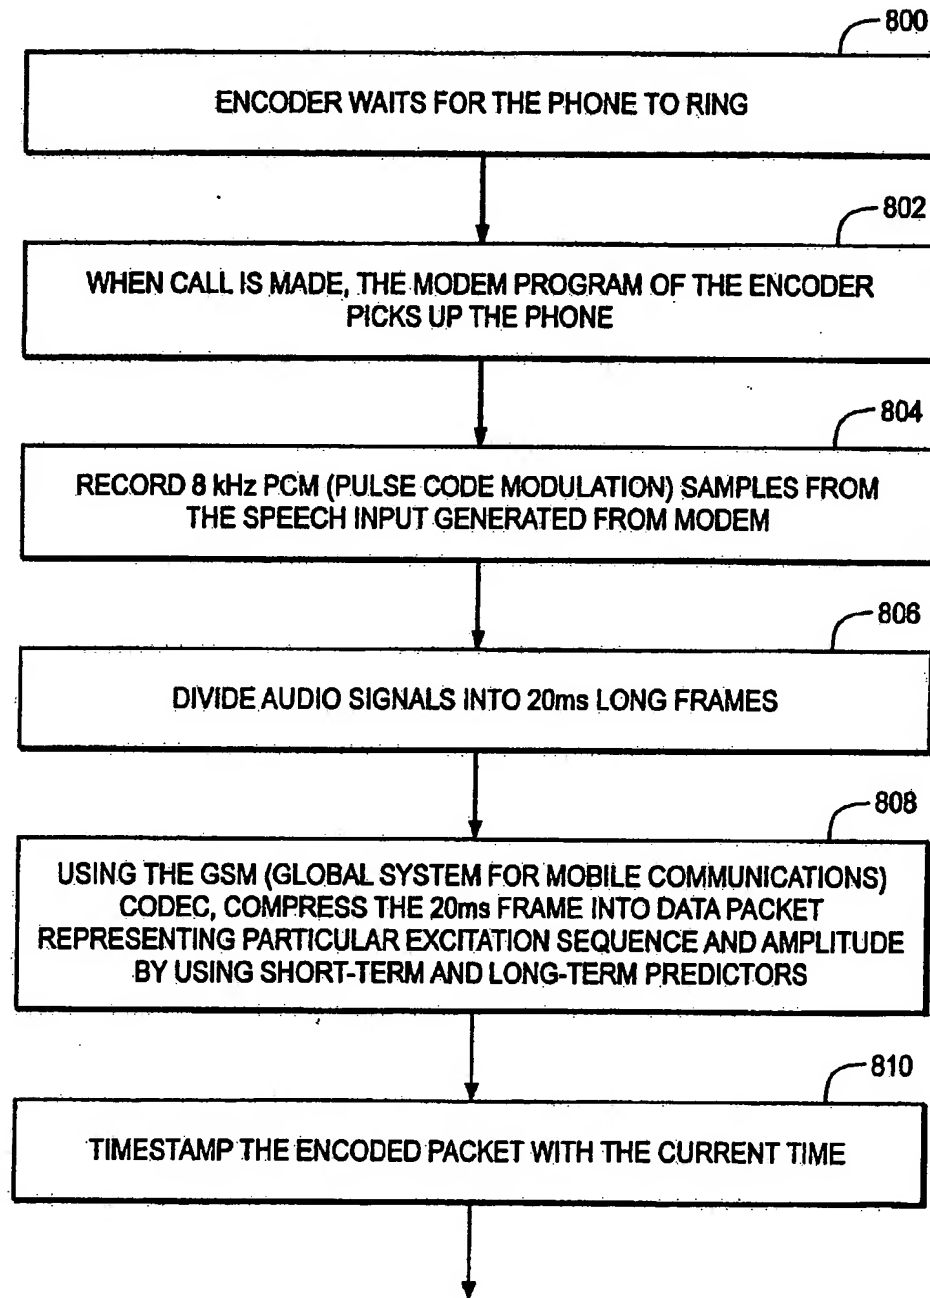 800
ENCODER WAITS FOR THE PHONE TO RING
802
WHEN CALL IS MADE, THE MODEM PROGRAM OF THE ENCODER
PICKS UP THE PHONE
804
RECORD 8 kHz PCM (PULSE CODE MODULATION) SAMPLES FROM
THE SPEECH INPUT GENERATED FROM MODEM
806
DIVIDE AUDIO SIGNALS INTO 20ms LONG FRAMES
808
USING THE GSM (GLOBAL SYSTEM FOR MOBILE COMMUNICATIONS)
CODEC, COMPRESS THE 20ms FRAME INTO DATA PACKET
REPRESENTING PARTICULAR EXCITATION SEQUENCE AND AMPLITUDE
BY USING SHORT-TERM AND LONG-TERM PREDICTORS
810
TIMESTAMP THE ENCODED PACKET WITH THE CURRENT TIME